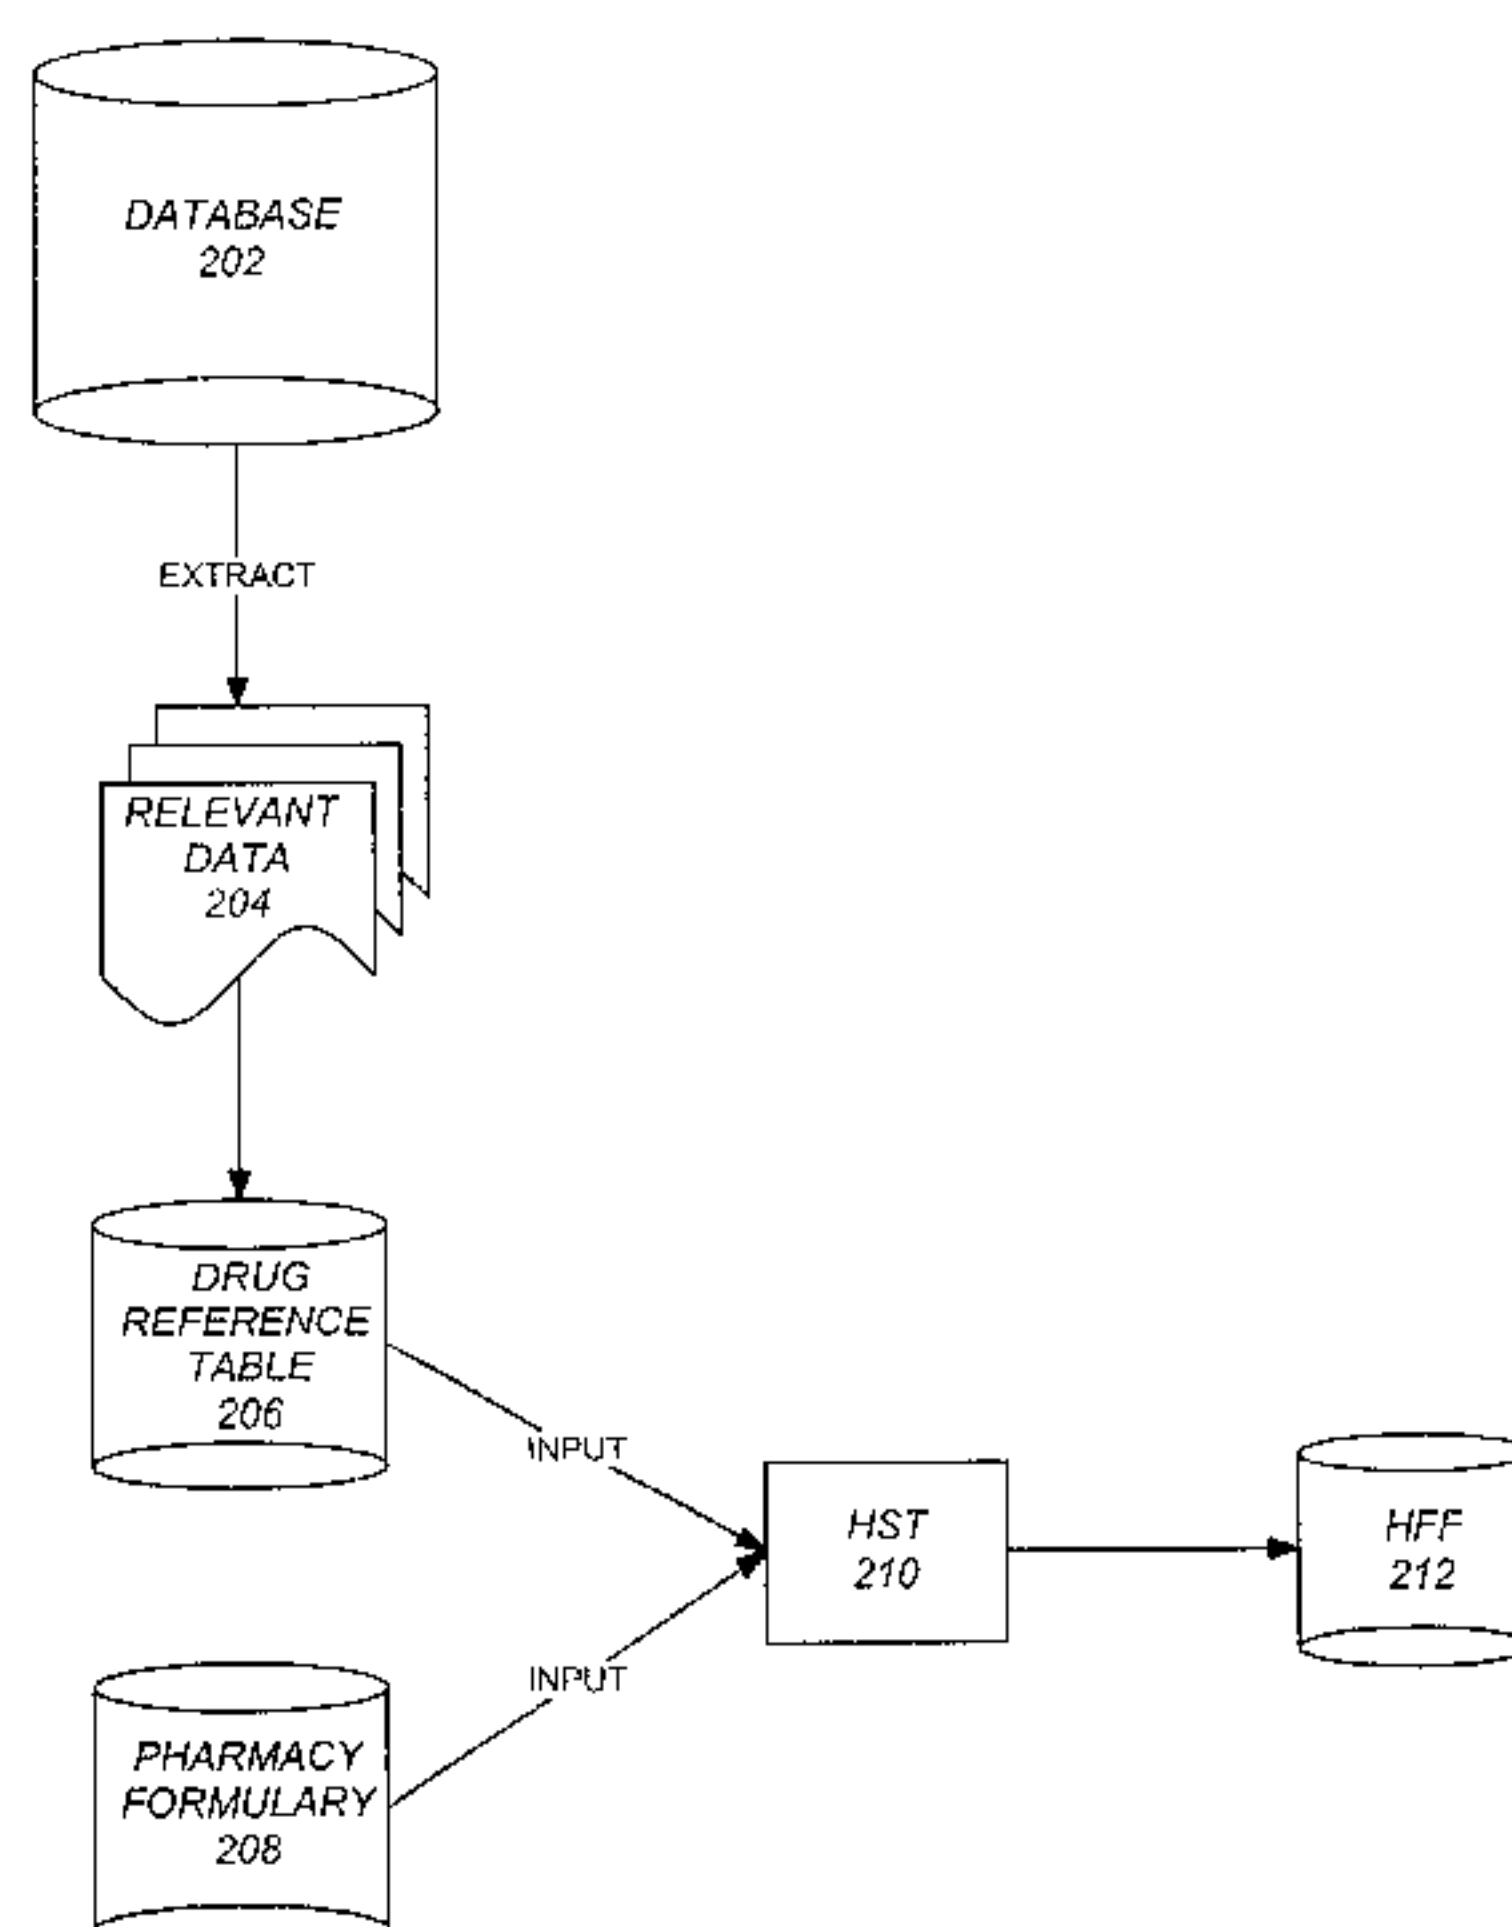 DATABASE
202
EXTRACT
RELEVANT
DATA
204
DRUG
REFERENCE
TABLE
206
INPUT
HST
210
HFF
212
INPUT
PHARMACY
FORMULARY
208